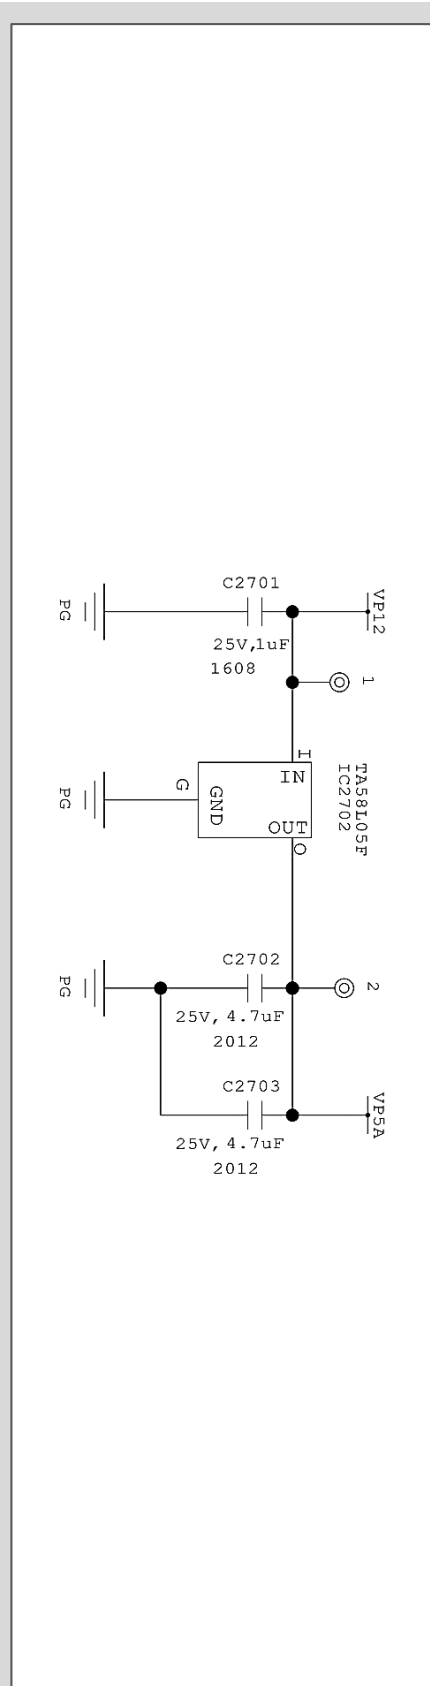 C2701
VP12
PG
25V,1uF
1608
1
I
IN
TA58L05F
IC2702
G
GND
PG
OUT
O
C2702
2
PG
25V, 4.7uF
2012
C2703
VP5A
25V, 4.7uF
2012